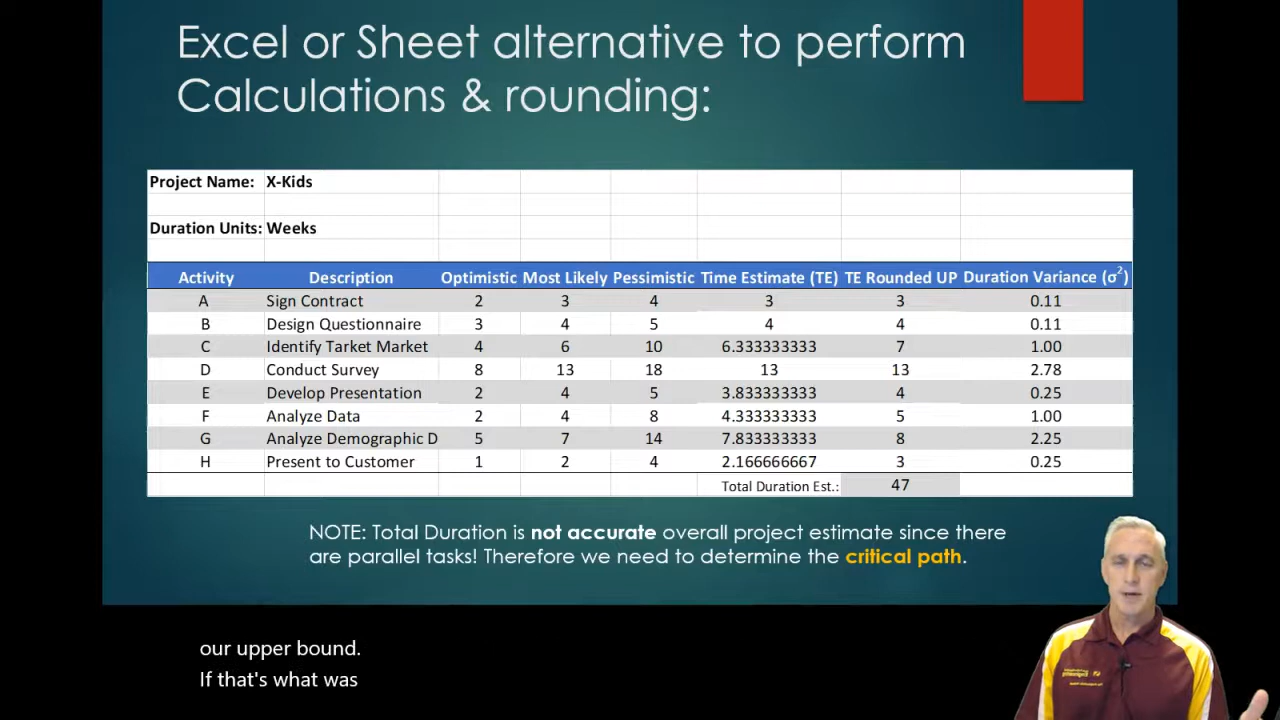 Excel or Sheet alternative to perform
Calculations & rounding:
Project Name: X-Kids
Duration Units: Weeks
Activity Description Optimistic Most Likely Pessimistic Time Estimate (TE) TE Rounded UP Duration Variance (σ²)
A Sign Contract 2 3 4 3 3 0.11
B Design Questionnaire 3 4 5 4 4 0.11
C Identify Tarket Market 4 6 10 6.333333333 7 1.00
D Conduct Survey 8 13 18 13 13 2.78
E Develop Presentation 2 4 5 3.833333333 4 0.25
F Analyze Data 2 4 8 4.333333333 5 1.00
G Analyze Demographic D 5 7 14 7.833333333 8 2.25
H Present to Customer 1 2 4 2.166666667 3 0.25
Total Duration Est.: 47
NOTE: Total Duration is not accurate overall project estimate since there
are parallel tasks! Therefore we need to determine the critical path.
our upper bound.
If that's what was